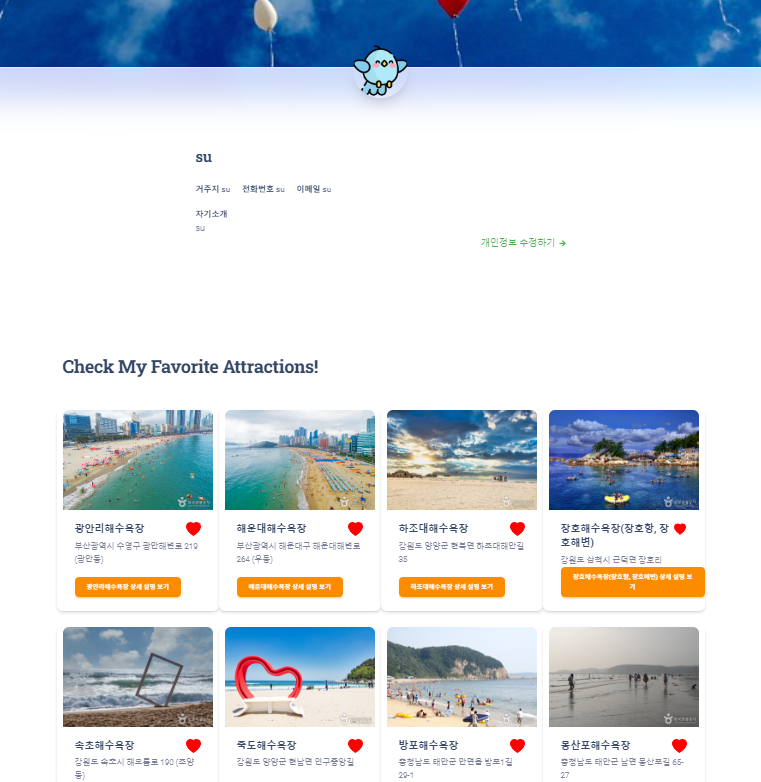 su
거주지 su 전화번호 su 이메일 su
자기소개
su
개인정보 수정하기 →
Check My Favorite Attractions!
광안리해수욕장
부산광역시 수영구 광안해변로 219
(광안동)
광안리해수욕장 상세 설명 보기
해운대해수욕장
부산광역시 해운대구 해운대해변로
264 (우동)
해운대해수욕장 상세 설명 보기
하조대해수욕장
강원도 양양군 현북면 하조대해안길
35
하조대해수욕장 상세 설명 보기
장호해수욕장(장호항, 장
호해변)
강원도 삼척시 근덕면 장호리
장호해수욕장(장호항, 장호해변) 상세 설명 보
기
속초해수욕장
강원도 속초시 해오름로 190 (조양
동)
죽도해수욕장
강원도 양양군 현남면 인구중앙길
방포해수욕장
충청남도 태안군 안면읍 방포1길
29-1
몽산포해수욕장
충청남도 태안군 남면 몽산포길 65-
27